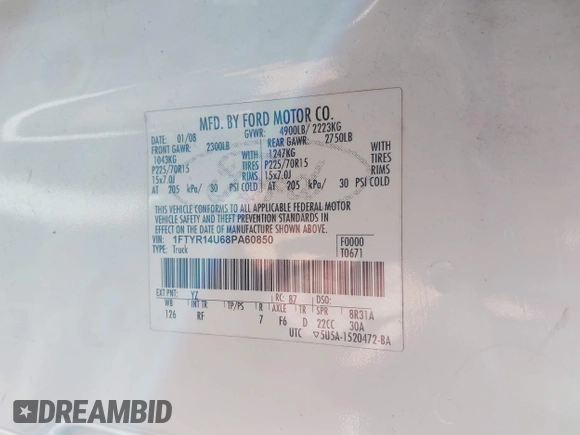 MFD. BY FORD MOTOR CO.
DATE: 01/08 GVWR: 4900LB/ 2223KG
FRONT GAWR: 2300LB REAR GAWR: 2750LB
1043KG 1247KG
P225/70R15 TIRES P225/70R15 TIRES
15x7.0J RIMS 15x7.0J RIMS
AT 205 kPa/ 30 PSI COLD AT 205 kPa/ 30 PSI COLD
THIS VEHICLE CONFORMS TO ALL APPLICABLE FEDERAL MOTOR
VEHICLE SAFETY AND THEFT PREVENTION STANDARDS IN
EFFECT ON THE DATE OF MANUFACTURE SHOWN ABOVE.
VIN: 1FTYR14U68PA60850 F0000
TYPE: Truck T0671
EXT PNT: YZ RC: 87 DSO:
WB INT TR TP/PS R AXLE TR SPR 8R31A
126 RF 7 F6 D 22CC 30A
UTC ▽5U5A-1520472-BA
DREAMBID